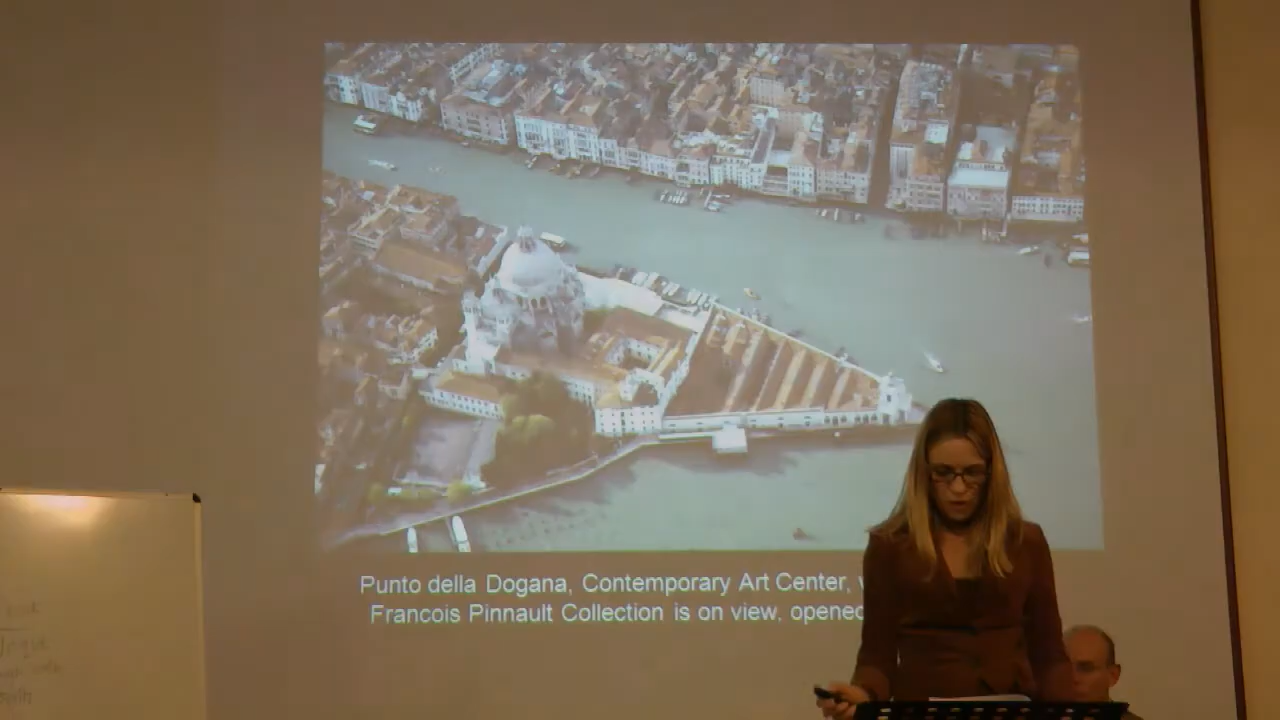 Punto della Dogana, Contemporary Art Center,
Francois Pinnault Collection is on view, opened